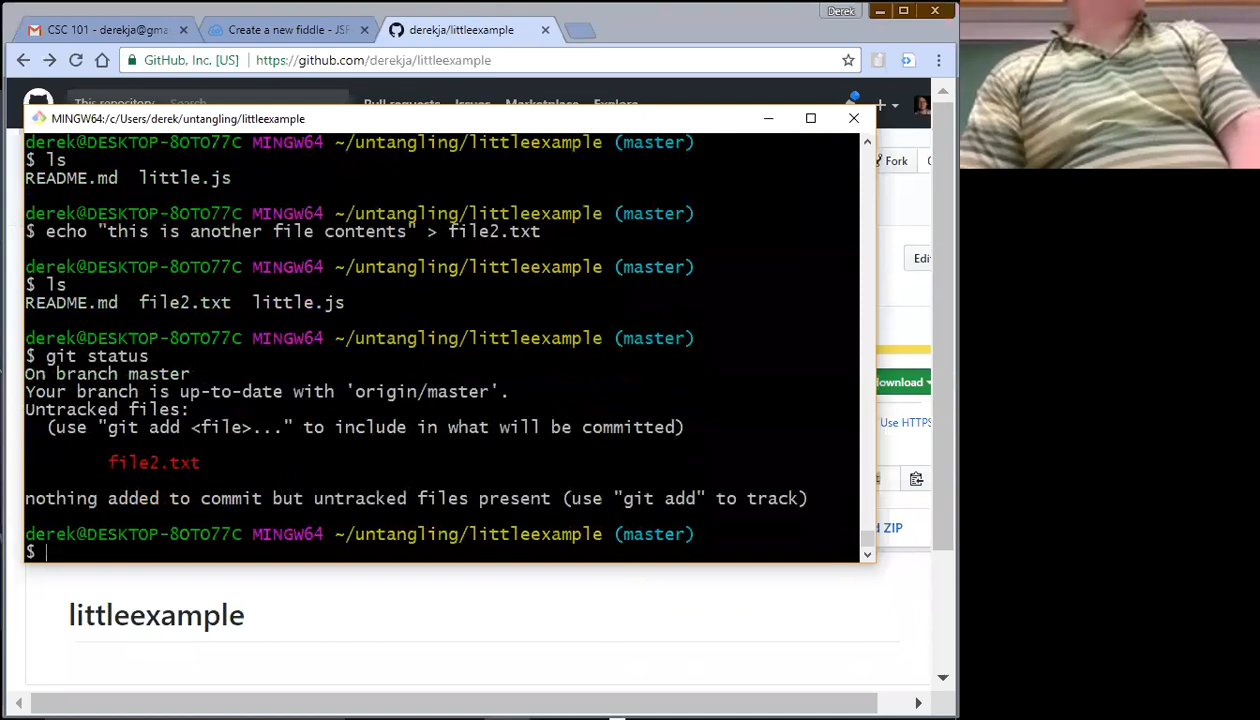 Derek
CSC 101 - derekja@gma
Create a new fiddle - JSF
derekja/littleexample
GitHub, Inc. [US]
https://github.com/derekja/littleexample
This repository
Search
Pull requests
Issues
Marketplace
Explore
MINGW64:/c/Users/derek/untangling/littleexample
derek@DESKTOP-8OTO77C MINGW64 ~/untangling/littleexample (master)
$ ls
README.md little.js
derek@DESKTOP-8OTO77C MINGW64 ~/untangling/littleexample (master)
$ echo "this is another file contents" > file2.txt
derek@DESKTOP-8OTO77C MINGW64 ~/untangling/littleexample (master)
$ ls
README.md file2.txt little.js
derek@DESKTOP-8OTO77C MINGW64 ~/untangling/littleexample (master)
$ git status
On branch master
Your branch is up-to-date with 'origin/master'.
Untracked files:
(use "git add <file>..." to include in what will be committed)
file2.txt
nothing added to commit but untracked files present (use "git add" to track)
derek@DESKTOP-8OTO77C MINGW64 ~/untangling/littleexample (master)
$
Fork
Edi
ownload
Use HTTPS
d ZIP
littleexample